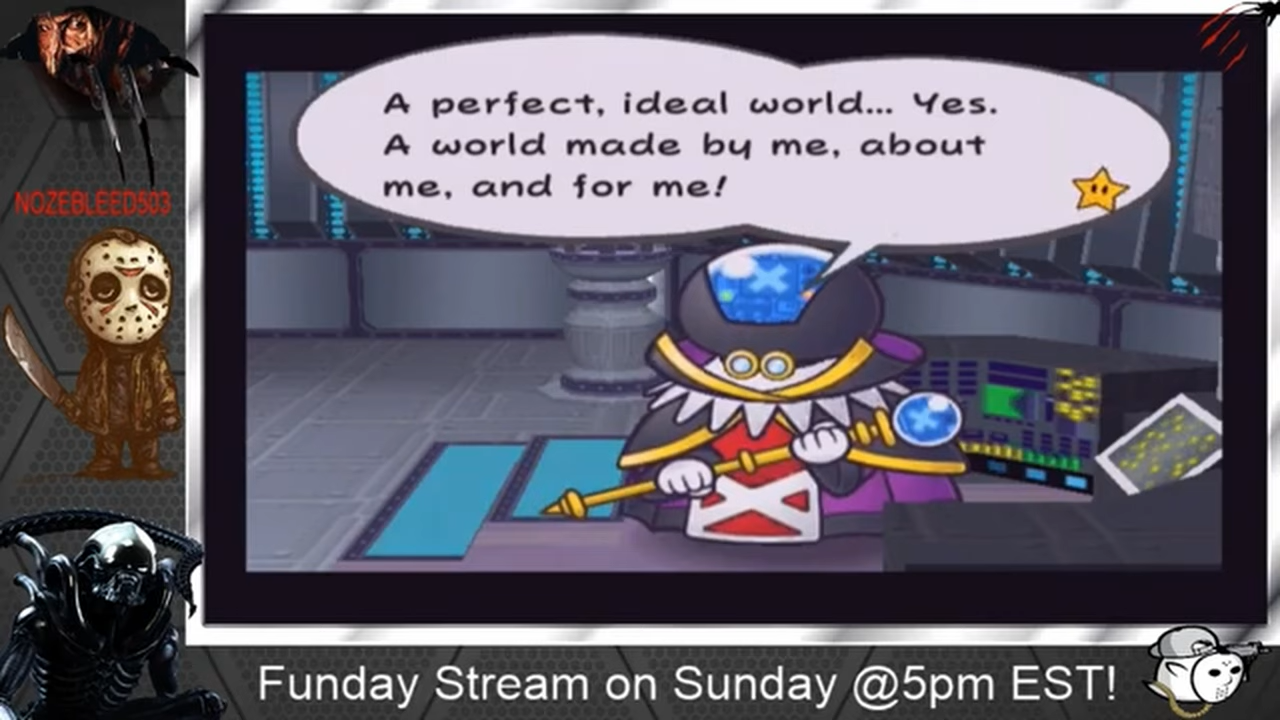 A perfect, ideal world... Yes.
A world made by me, about
me, and for me!
NOZEBLEED503
Funday Stream on Sunday @5pm EST!